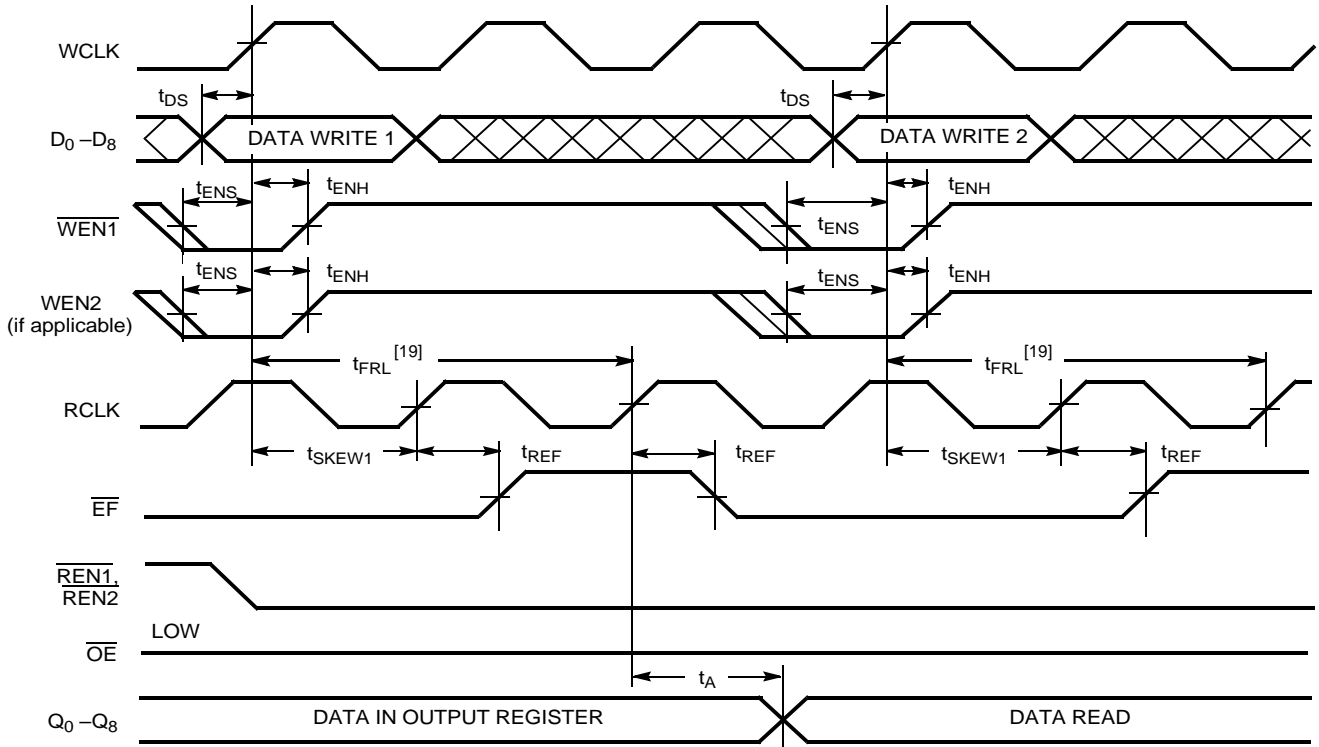 WCLK
tDS tDS
D0 –D8 DATA WRITE 1 DATA WRITE 2
tENS tENH tENH
WEN1 tENS
tENS tENH tENS tENH
WEN2
(if applicable)
tFRL[19] tFRL[19]
RCLK
tSKEW1 tREF tREF tSKEW1 tREF
EF
REN1,
REN2
LOW
OE
tA
Q0 –Q8 DATA IN OUTPUT REGISTER DATA READ